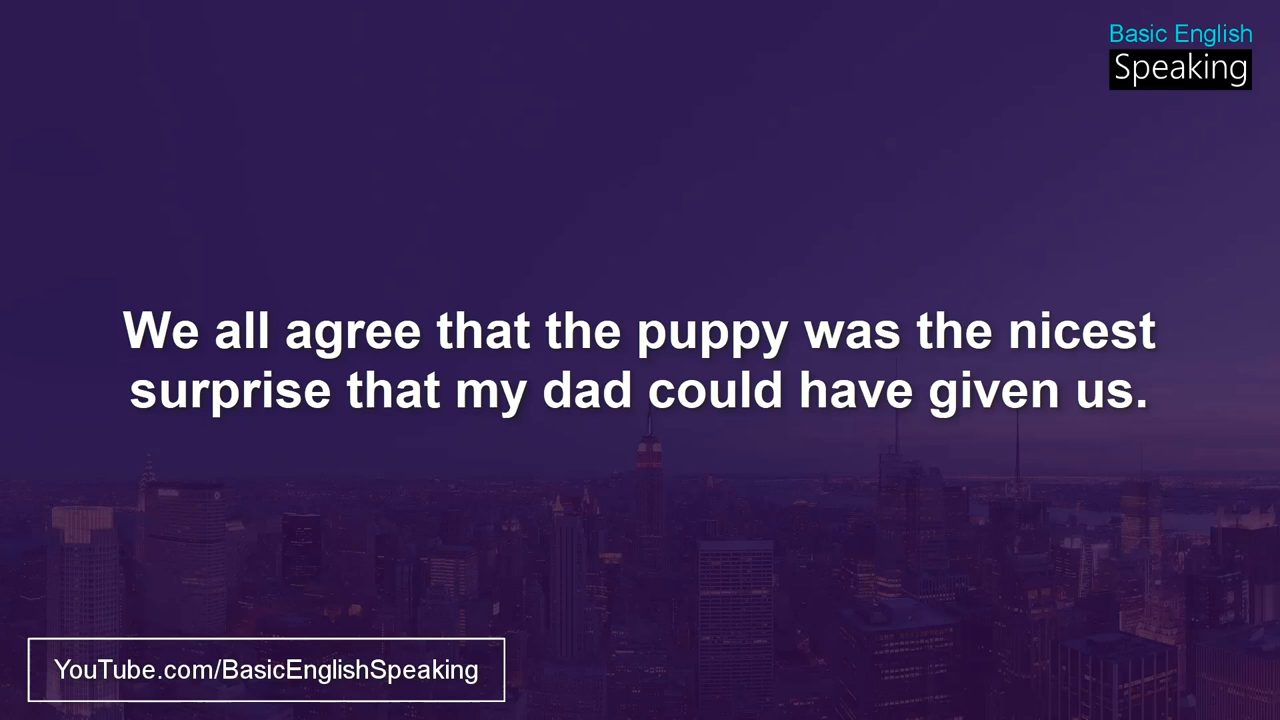 Basic English
Speaking
We all agree that the puppy was the nicest
surprise that my dad could have given us.
YouTube.com/BasicEnglishSpeaking